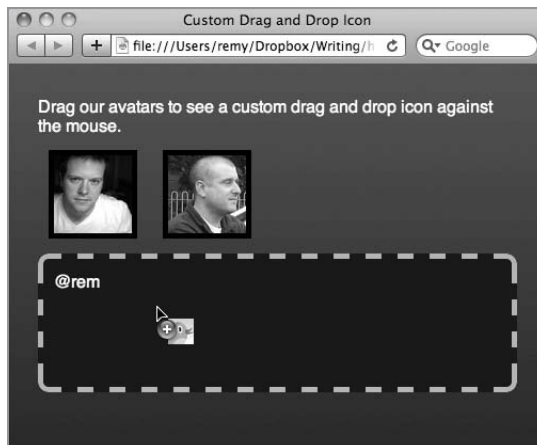 Custom Drag and Drop Icon
file:///Users/remy/Dropbox/Writing/h
Google
Drag our avatars to see a custom drag and drop icon against
the mouse.
@rem